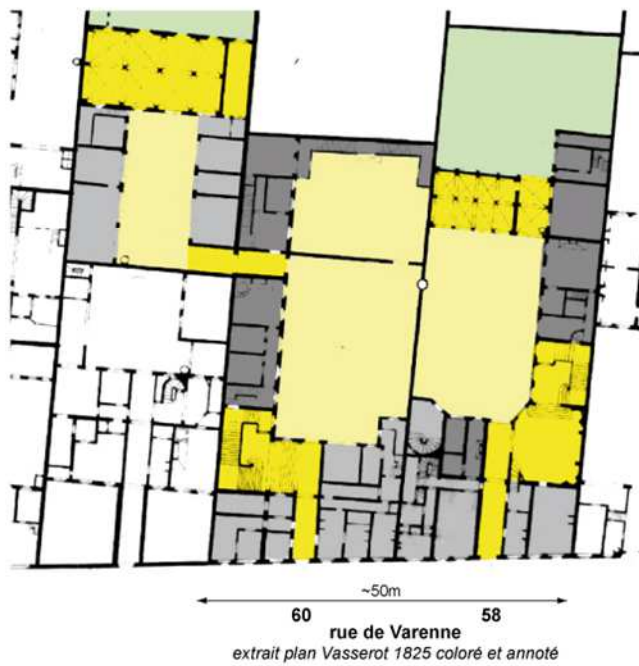 ~50m
60 58
rue de Varenne
extrait plan Vasserot 1825 coloré et annoté